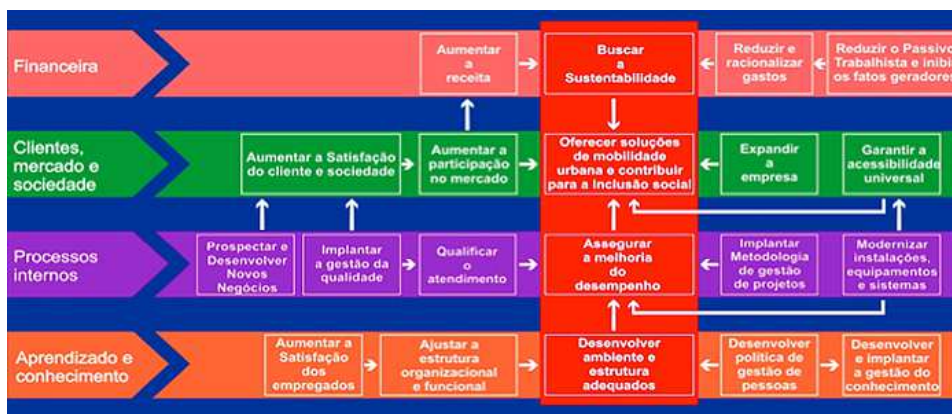 Financeira
Aumentar
a
receita
Buscar
a
Sustentabilidade
Reduzir e
racionalizar
gastos
Reduzir o Passivo
Trabalhista e inibi
os fatos geradores
Clientes,
mercado e
sociedade
Aumentar a Satisfação
do cliente e sociedade
Aumentar a
participação
no mercado
Oferecer soluções
de mobilidade
urbana e contribuir
para a inclusão social
Expandir
a
empresa
Garantir a
acessibilidade
universal
Processos
internos
Prospectar e
Desenvolver
Novos
Negócios
Implantar
a gestão da
qualidade
Qualificar
o
atendimento
Assegurar
a melhoria
do
desempenho
Implantar
Metodologia
de gestão
de projetos
Modernizar
instalações,
equipamentos
e sistemas
Aprendizado e
conhecimento
Aumentar a
Satisfação
dos
empregados
Ajustar a
estrutura
organizacional
e funcional
Desenvolver
ambiente e
estrutura
adequados
Desenvolver
política de
gestão de
pessoas
Desenvolver
e implantar
a gestão do
conhecimento